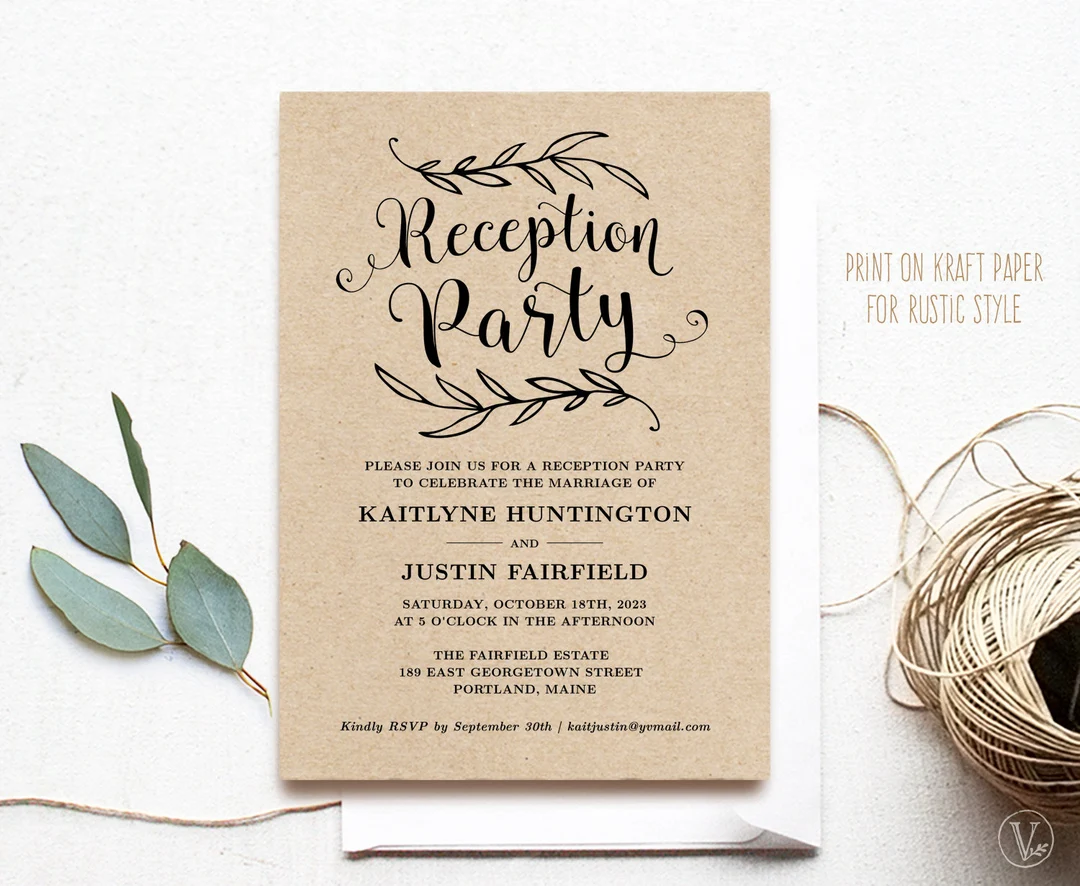 Reception
Party
PLEASE JOIN US FOR A RECEPTION PARTY
TO CELEBRATE THE MARRIAGE OF
KAITLYNE HUNTINGTON
AND
JUSTIN FAIRFIELD
SATURDAY, OCTOBER 18TH, 2023
AT 5 O'CLOCK IN THE AFTERNOON
THE FAIRFIELD ESTATE
189 EAST GEORGETOWN STREET
PORTLAND, MAINE
Kindly RSVP by September 30th | kaitjustin@yvmail.com
PRINT ON KRAFT PAPER
FOR RUSTIC STYLE
V